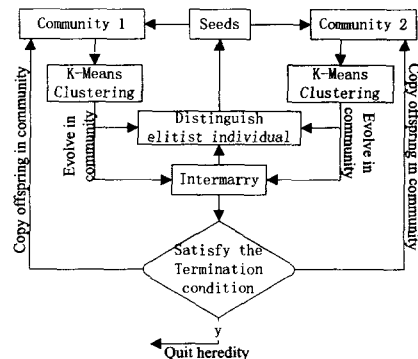 Community 1
Seeds
Community 2
K-Means
Clustering
K-Means
Clustering
Distinguish
elitist individual
Evolve in
community
Evolve in
community
Copy offspring in community
Copy offspring in community
Intermarry
Satisfy the
Termination
condition
y
Quit heredity